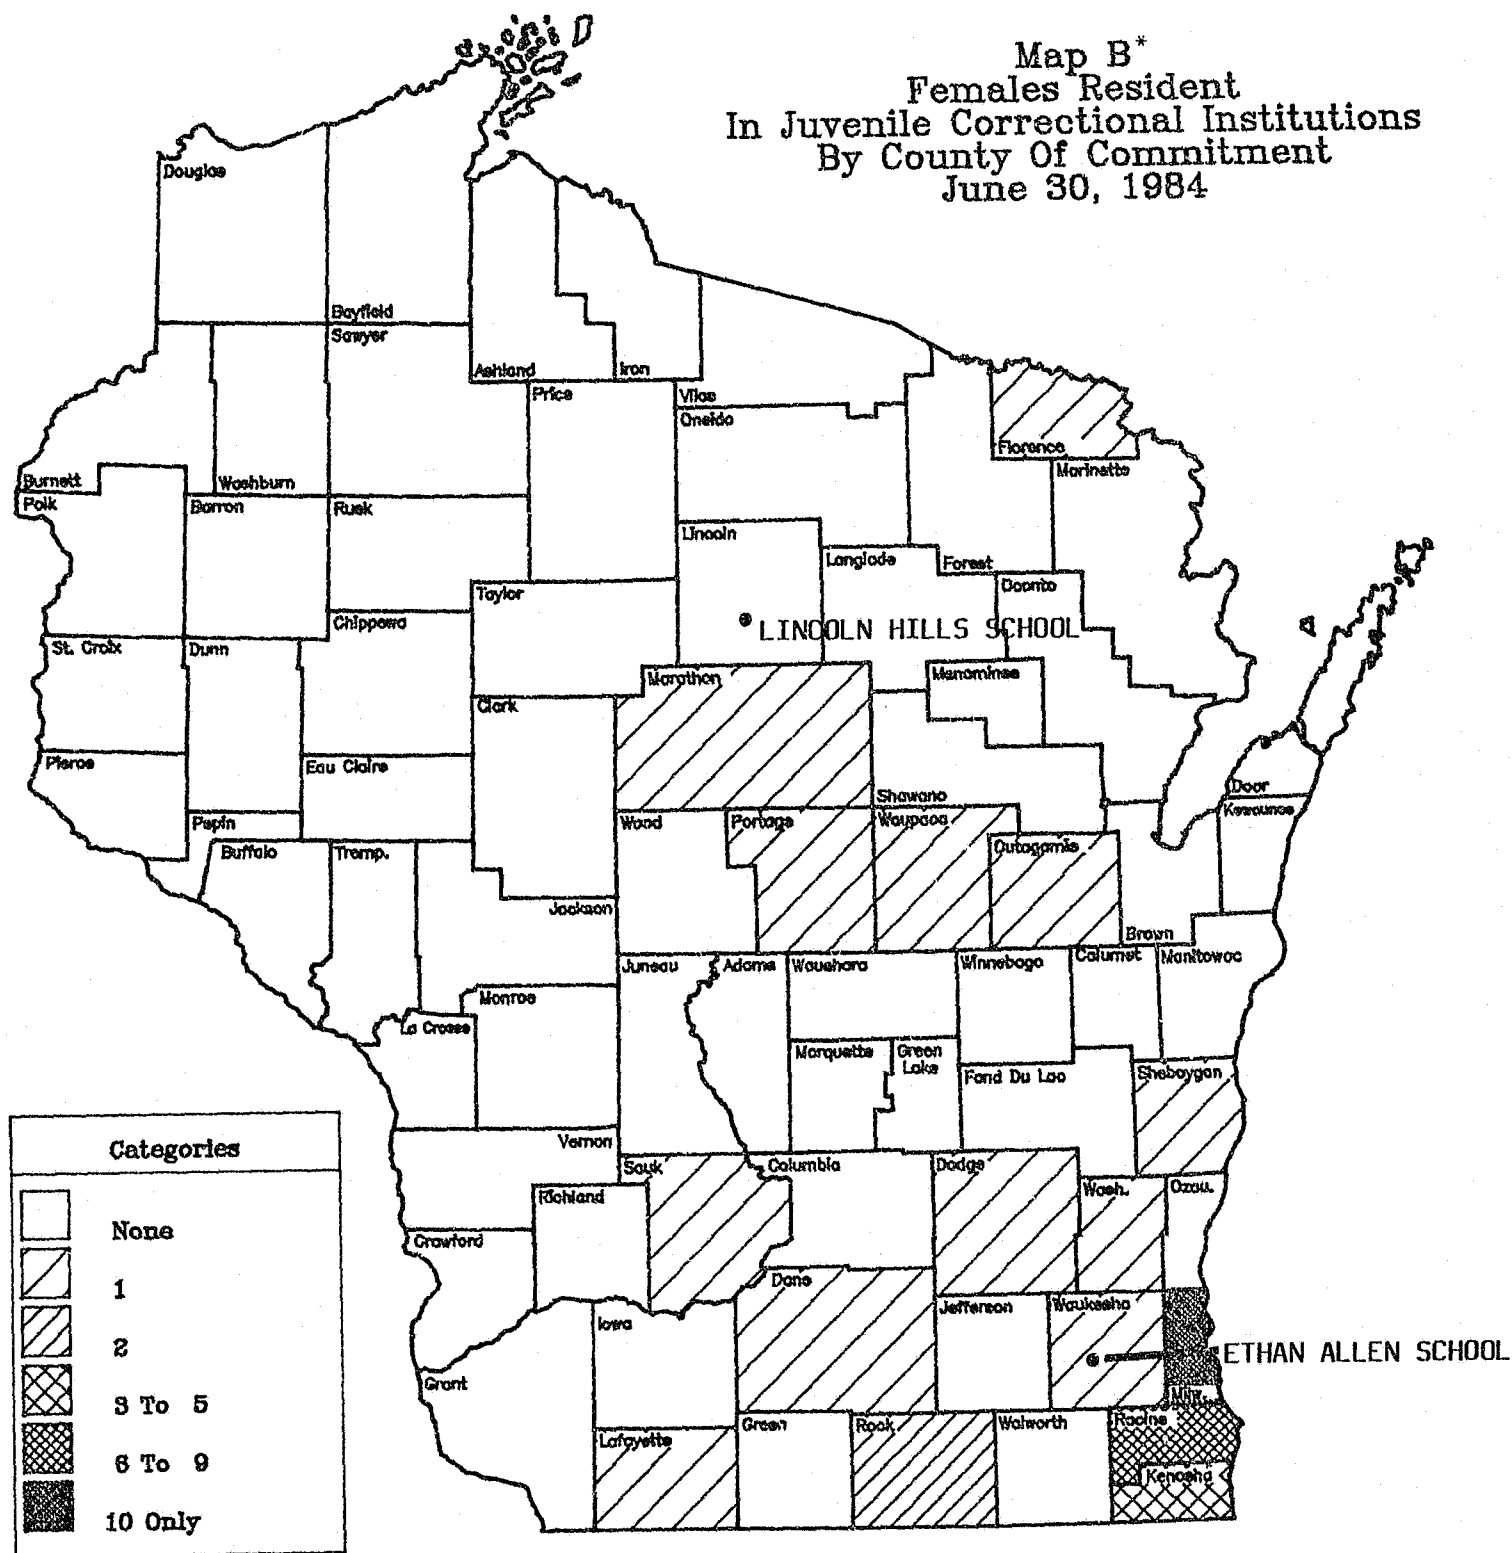 Map B*
Females Resident
In Juvenile Correctional Institutions
By County Of Commitment
June 30, 1984
Douglas
Bayfield
Sawyer
Ashland
Iron
Price
Vilas
Oneida
Florence
Marinette
Burnett
Washburn
Polk
Barron
Rusk
Lincoln
Langlade
Forest
Oconto
Taylor
Chippewa
LINCOLN HILLS SCHOOL
St. Croix
Dunn
Marathon
Menominee
Clark
Pierce
Eau Claire
Shawano
Door
Kewaunee
Pepin
Wood
Portage
Waupaca
Outagamie
Buffalo
Tremp.
Jackson
Brown
Juneau
Adams
Waushara
Winnebago
Calumet
Manitowoc
Monroe
La Crosse
Marquette
Green
Lake
Fond Du Lac
Sheboygan
Vernon
Sauk
Columbia
Dodge
Wash.
Ozau.
Richland
Crawford
Dane
Jefferson
Waukesha
Iowa
ETHAN ALLEN SCHOOL
Grant
Milw.
Lafayette
Green
Rock
Walworth
Racine
Kenosha
Categories
None
1
2
3 To 5
6 To 9
10 Only